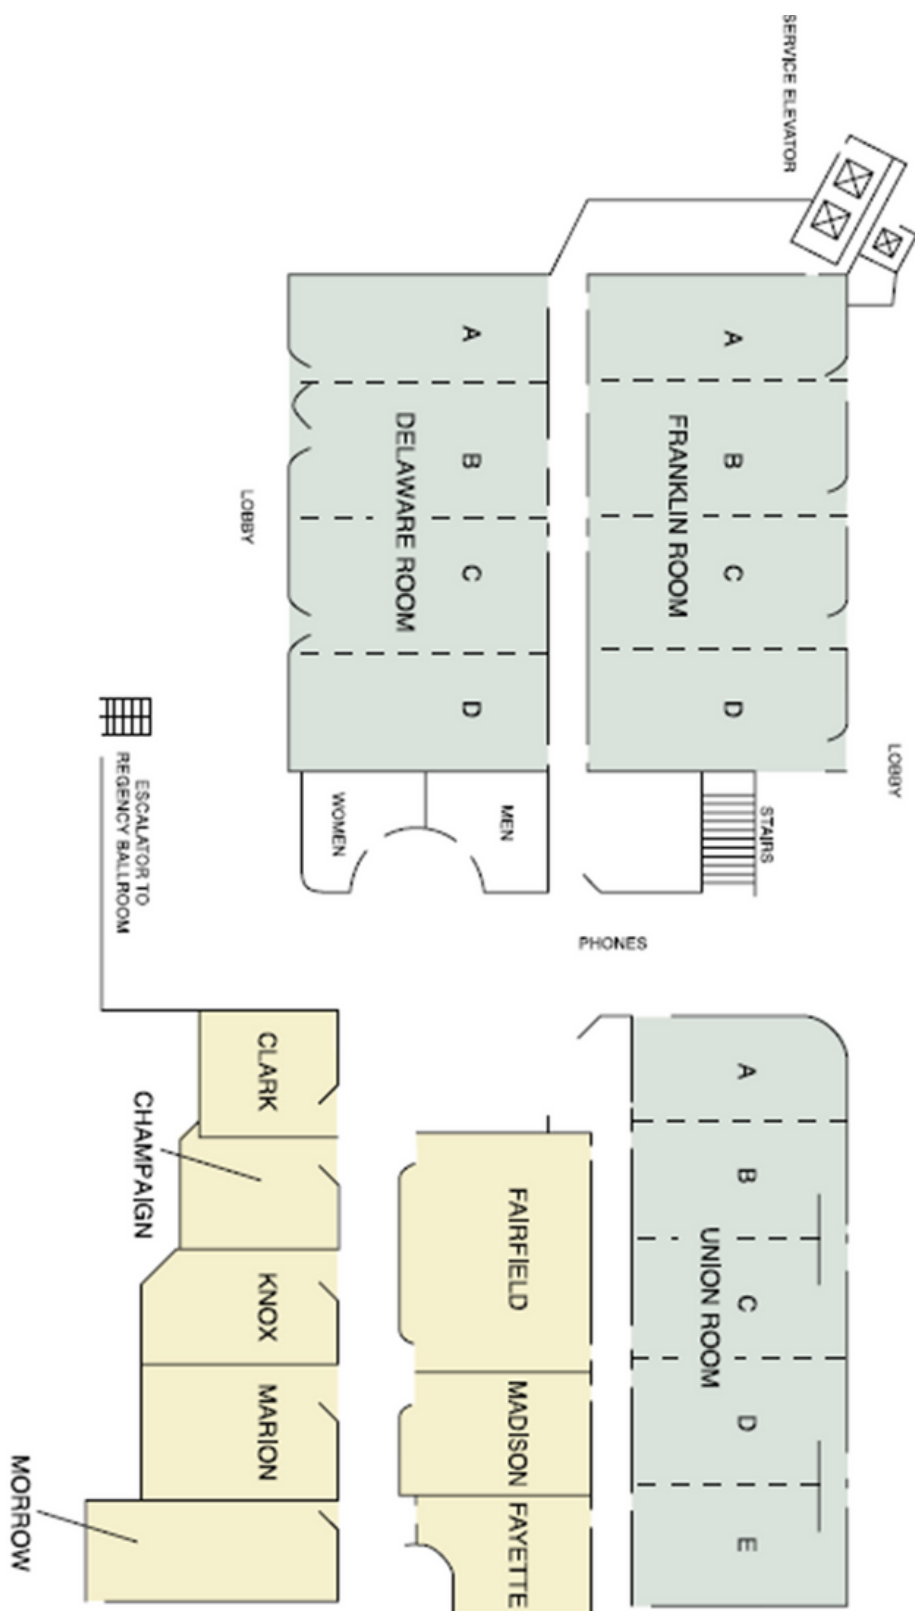 SERVICE ELEVATOR
A
A
DELAWARE ROOM
FRANKLIN ROOM
B
B
LOBBY
C
C
D
D
LOBBY
ESCALATOR TO
REGENCY BALLROOM
WOMEN
MEN
STAIRS
PHONES
CLARK
A
CHAMPAIGN
B
FAIRFIELD
UNION ROOM
KNOX
C
MARION
MADISON
D
MORROW
FAYETTE
E